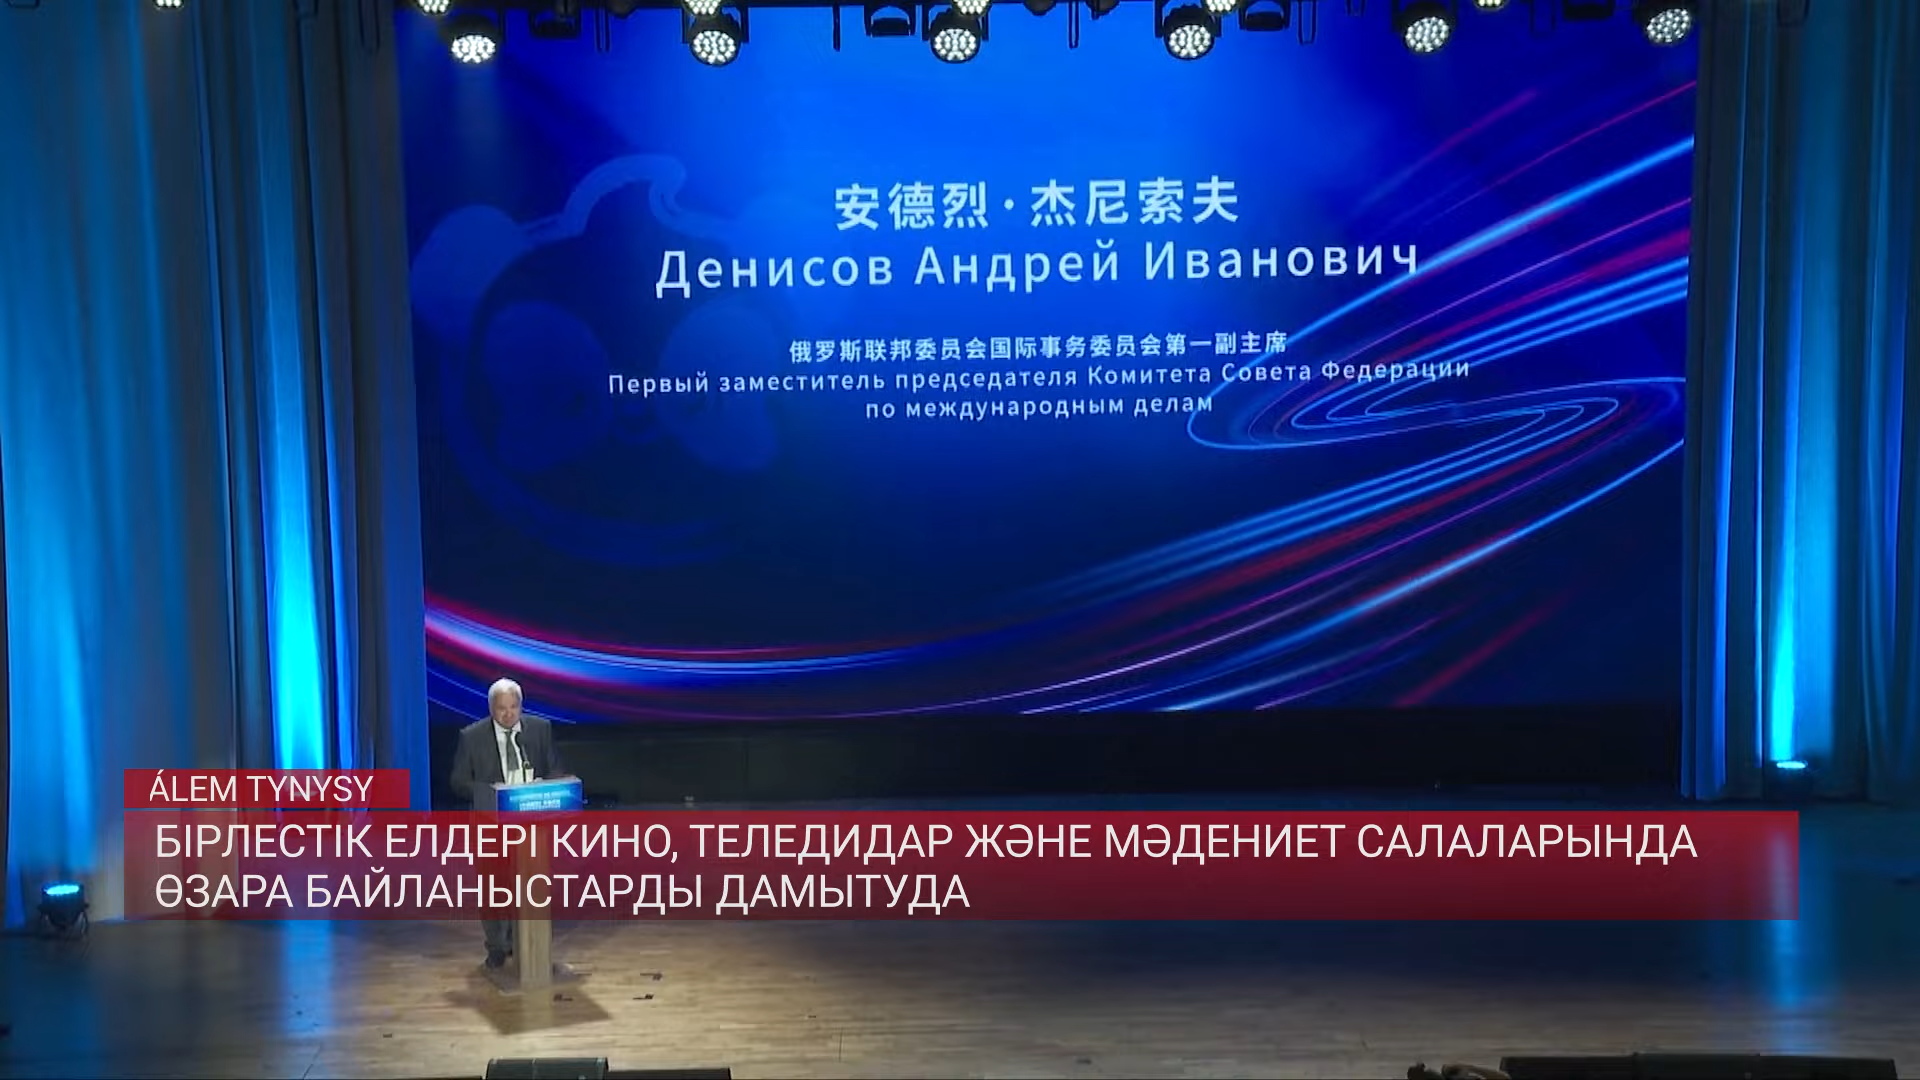 安德烈·杰尼索夫
Денисов Андрей Иванович
俄罗斯联邦委员会国际事务委员会第一副主席
Первый заместитель председателя Комитета Совета Федерации
по международным делам
ÁLEM TYNYSY
БІРЛЕСТІК ЕЛДЕРІ КИНО, ТЕЛЕДИДАР ЖӘНЕ МӘДЕНИЕТ САЛАЛАРЫНДА
ӨЗАРА БАЙЛАНЫСТАРДЫ ДАМЫТУДА